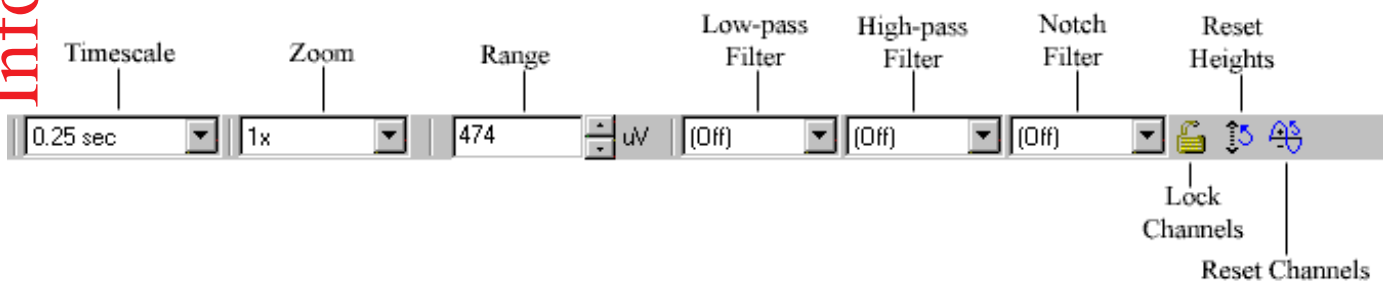 Info
Timescale
Zoom
Range
Low-pass
Filter
High-pass
Filter
Notch
Filter
Reset
Heights
0.25 sec
1x
474
uV
(Off)
(Off)
(Off)
Lock
Channels
Reset Channels